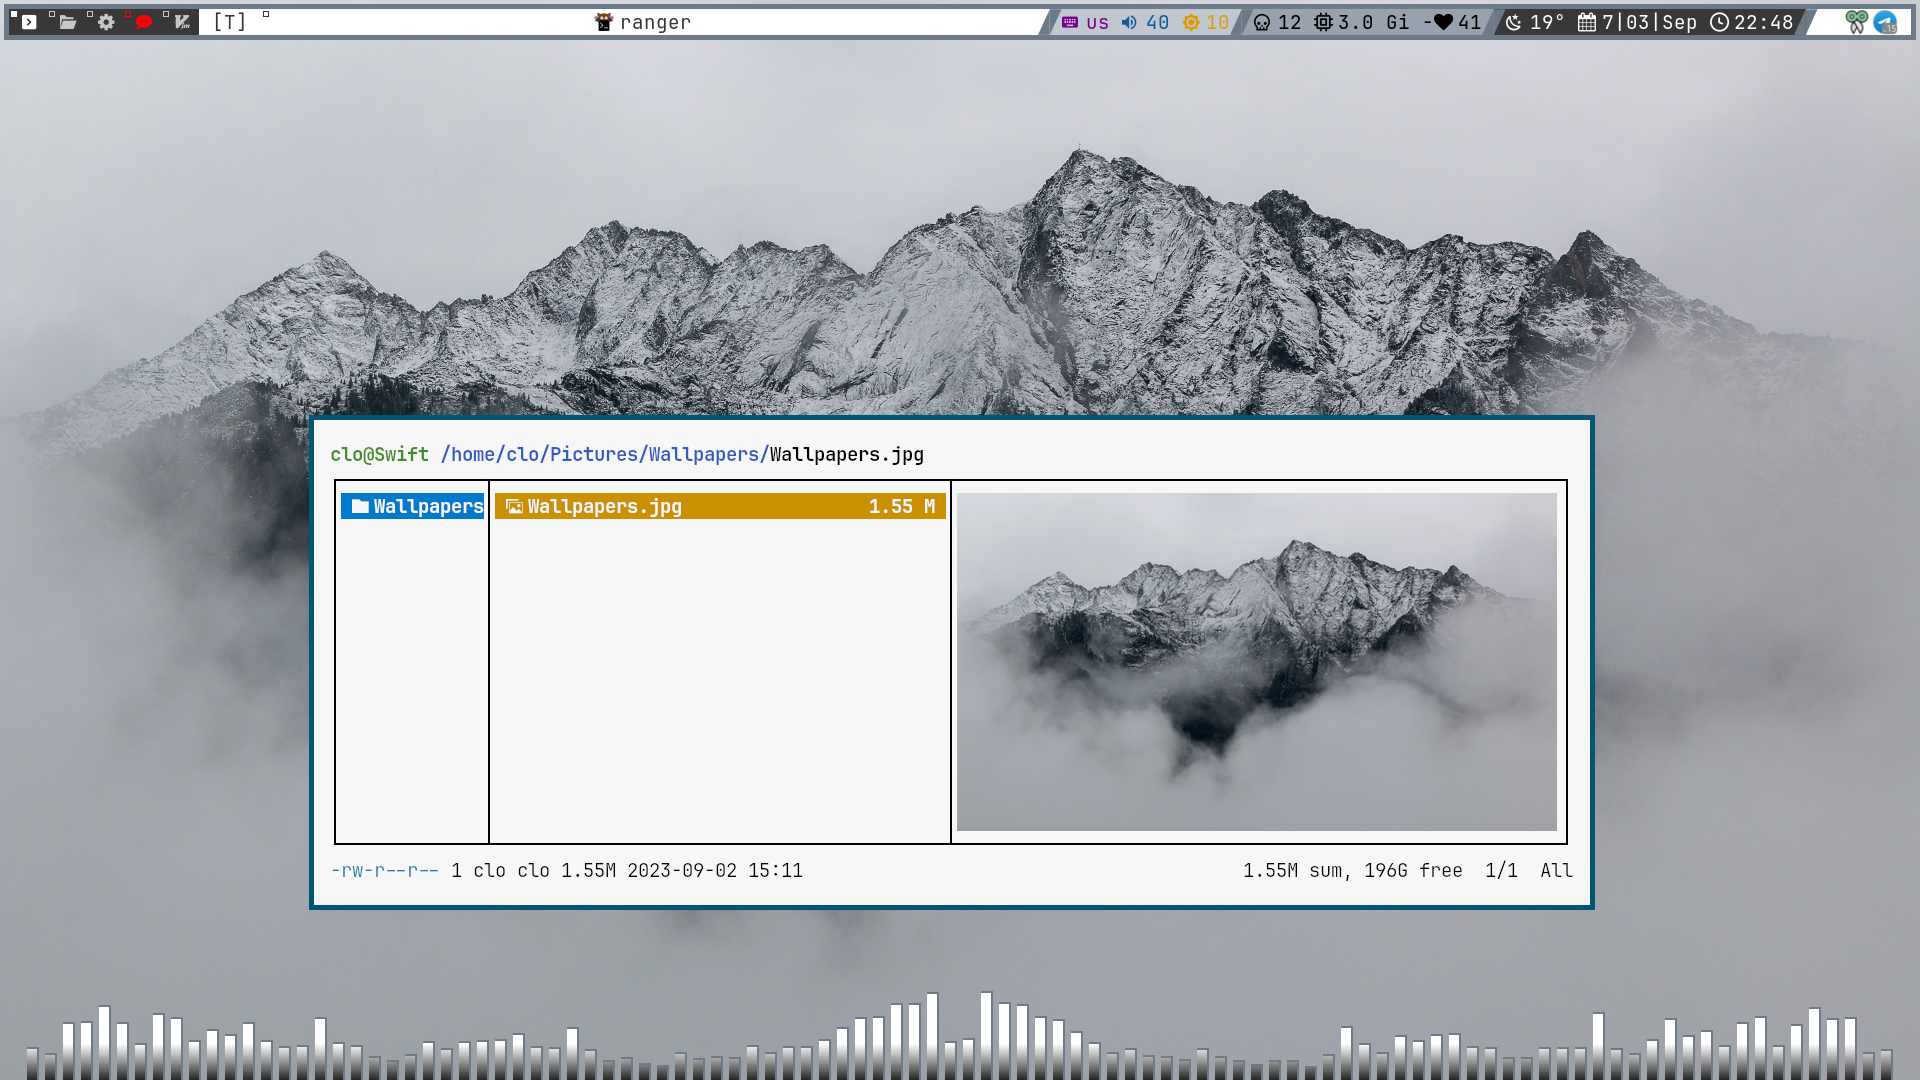 [T] ranger us 40 10 12 3.0 Gi -♥41 19° 7|03|Sep 22:48
clo@Swift /home/clo/Pictures/Wallpapers/Wallpapers.jpg
Wallpapers Wallpapers.jpg 1.55 M
-rw-r--r-- 1 clo clo 1.55M 2023-09-02 15:11 1.55M sum, 196G free 1/1 All